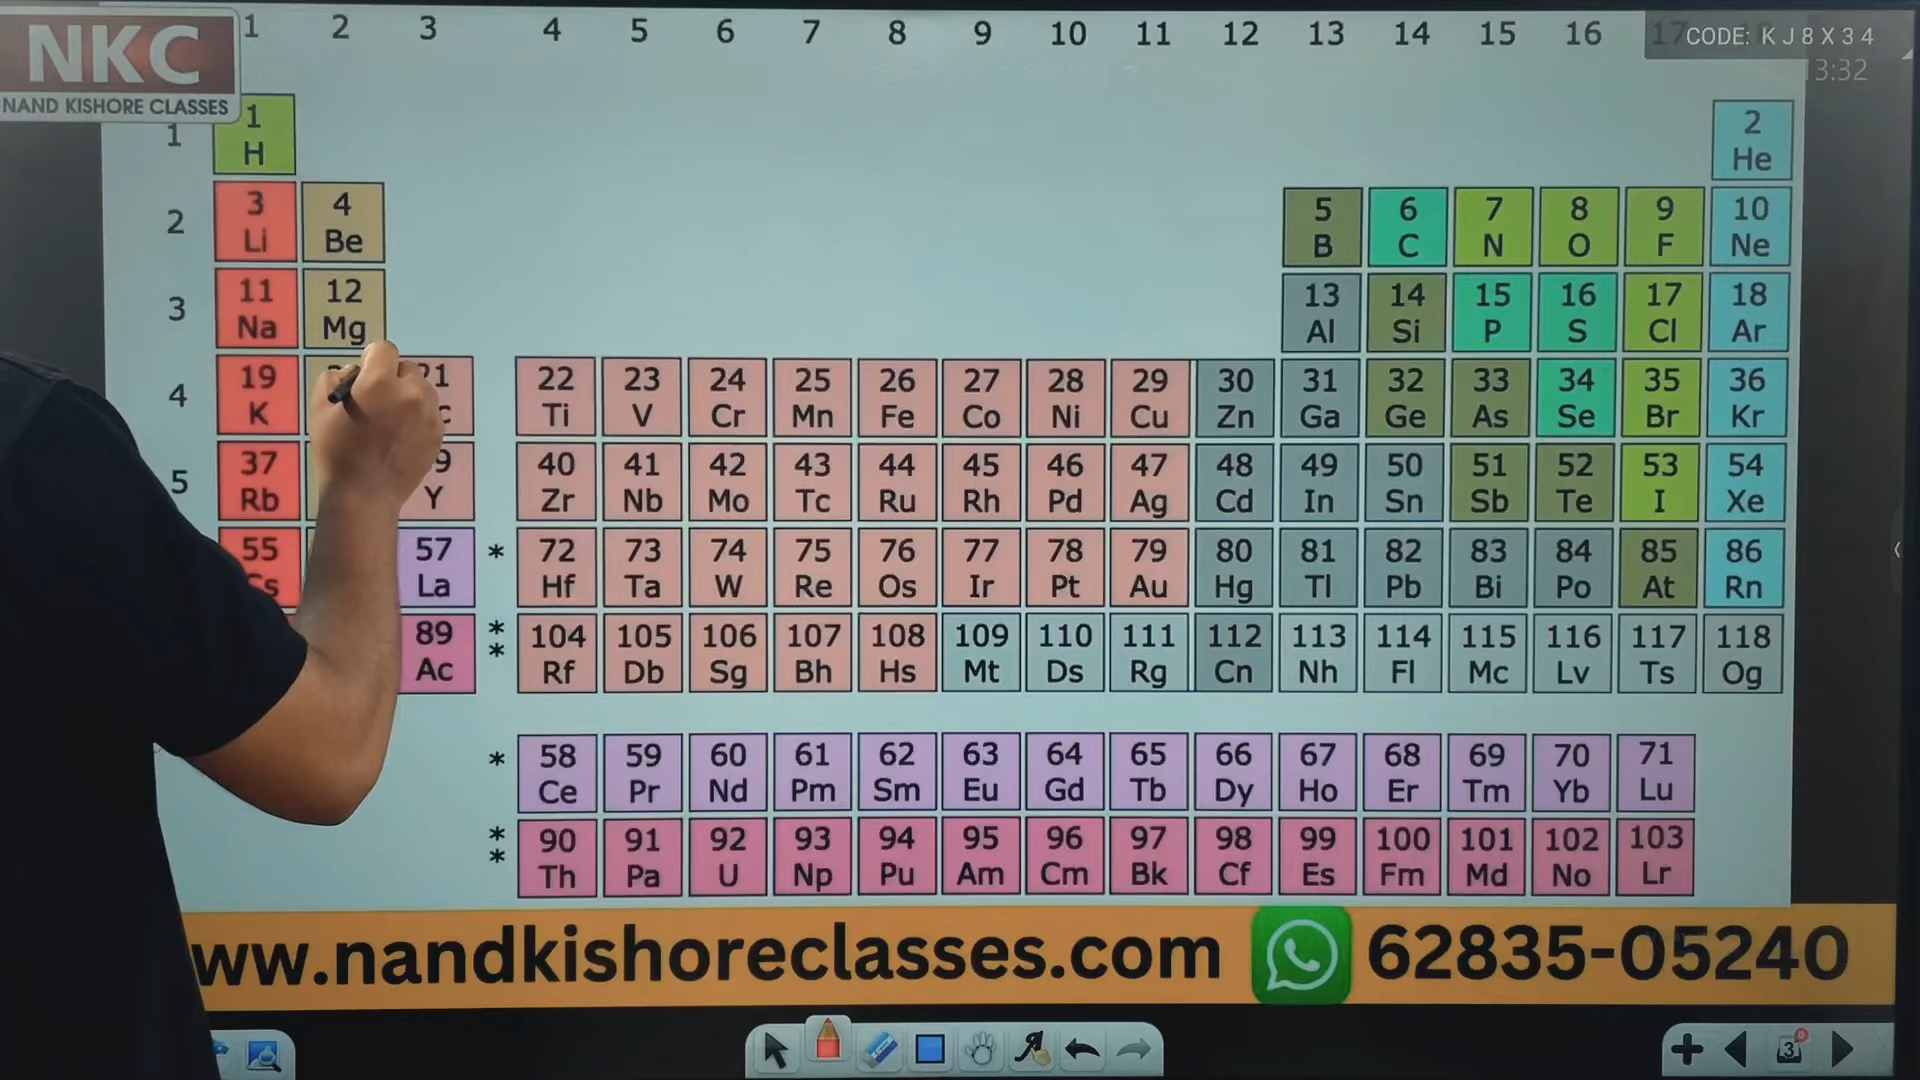 NKC
NAND KISHORE CLASSES
CODE: K J 8 X 3 4
3:32
1 2 3 4 5 6 7 8 9 10 11 12 13 14 15 16 17
1
1 2
H He
2
3 4 5 6 7 8 9 10
Li Be B C N O F Ne
3
11 12 13 14 15 16 17 18
Na Mg Al Si P S Cl Ar
4
19 21 22 23 24 25 26 27 28 29 30 31 32 33 34 35 36
K c Ti V Cr Mn Fe Co Ni Cu Zn Ga Ge As Se Br Kr
5
37 9 40 41 42 43 44 45 46 47 48 49 50 51 52 53 54
Rb Y Zr Nb Mo Tc Ru Rh Pd Ag Cd In Sn Sb Te I Xe
55 57 * 72 73 74 75 76 77 78 79 80 81 82 83 84 85 86
s La Hf Ta W Re Os Ir Pt Au Hg Tl Pb Bi Po At Rn
89 ** 104 105 106 107 108 109 110 111 112 113 114 115 116 117 118
Ac Rf Db Sg Bh Hs Mt Ds Rg Cn Nh Fl Mc Lv Ts Og
* 58 59 60 61 62 63 64 65 66 67 68 69 70 71
Ce Pr Nd Pm Sm Eu Gd Tb Dy Ho Er Tm Yb Lu
** 90 91 92 93 94 95 96 97 98 99 100 101 102 103
Th Pa U Np Pu Am Cm Bk Cf Es Fm Md No Lr
ww.nandkishoreclasses.com 62835-05240
3
0